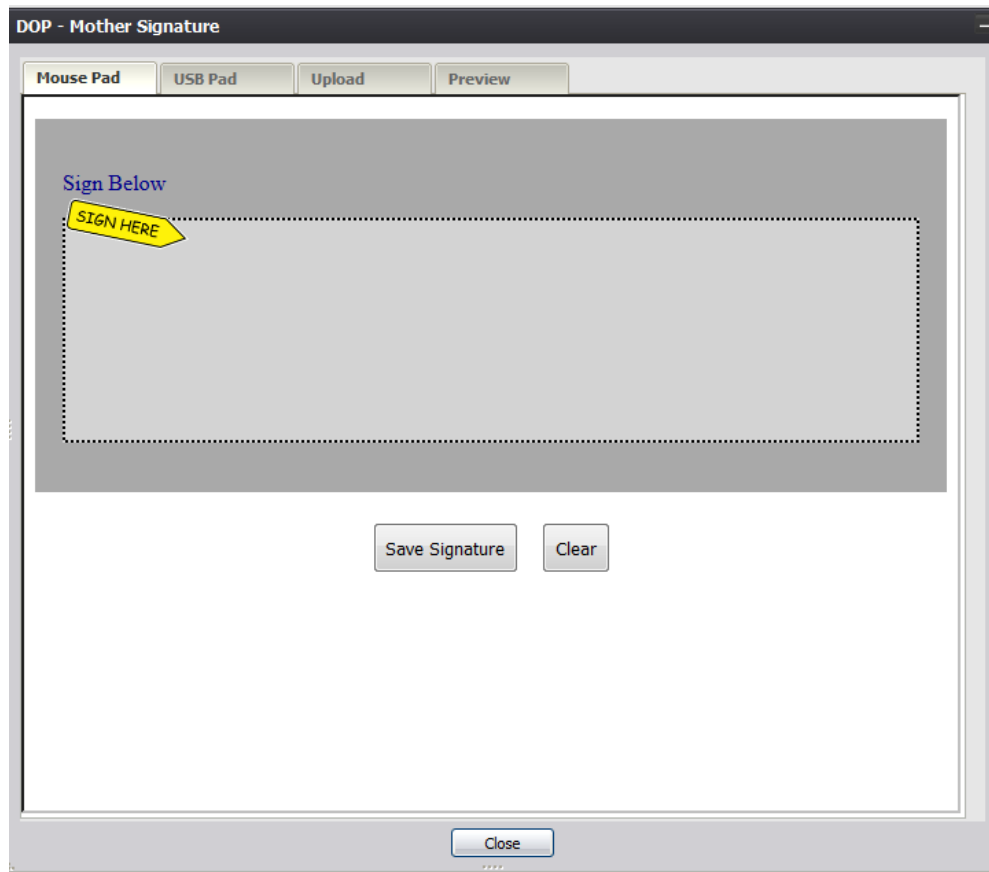 DOP - Mother Signature
Mouse Pad USB Pad Upload Preview
Sign Below
SIGN HERE
Save Signature Clear
Close